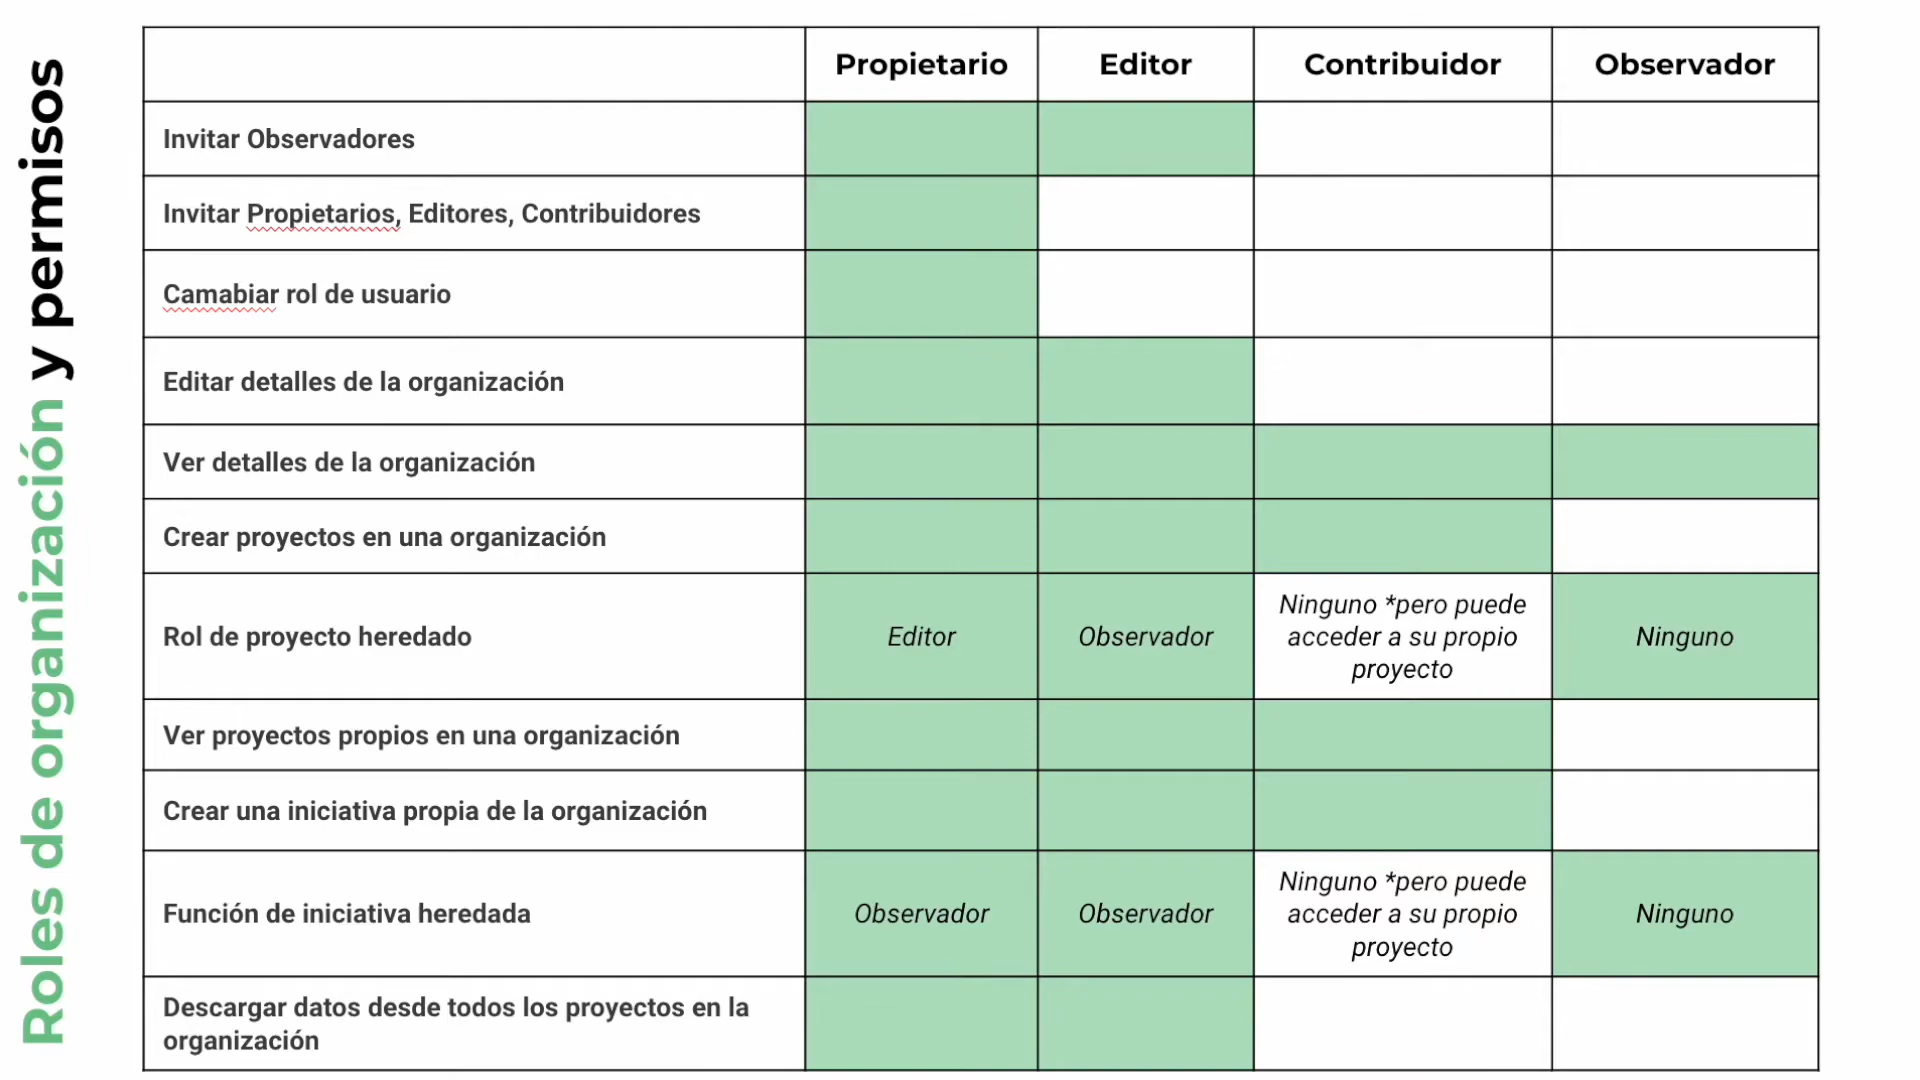 Roles de organización y permisos
Propietario Editor Contribuidor Observador
Invitar Observadores
Invitar Propietarios, Editores, Contribuidores
Camabiar rol de usuario
Editar detalles de la organización
Ver detalles de la organización
Crear proyectos en una organización
Rol de proyecto heredado
Editor
Observador
Ninguno *pero puede
acceder a su propio
proyecto
Ninguno
Ver proyectos propios en una organización
Crear una iniciativa propia de la organización
Función de iniciativa heredada
Observador
Observador
Ninguno *pero puede
acceder a su propio
proyecto
Ninguno
Descargar datos desde todos los proyectos en la
organización